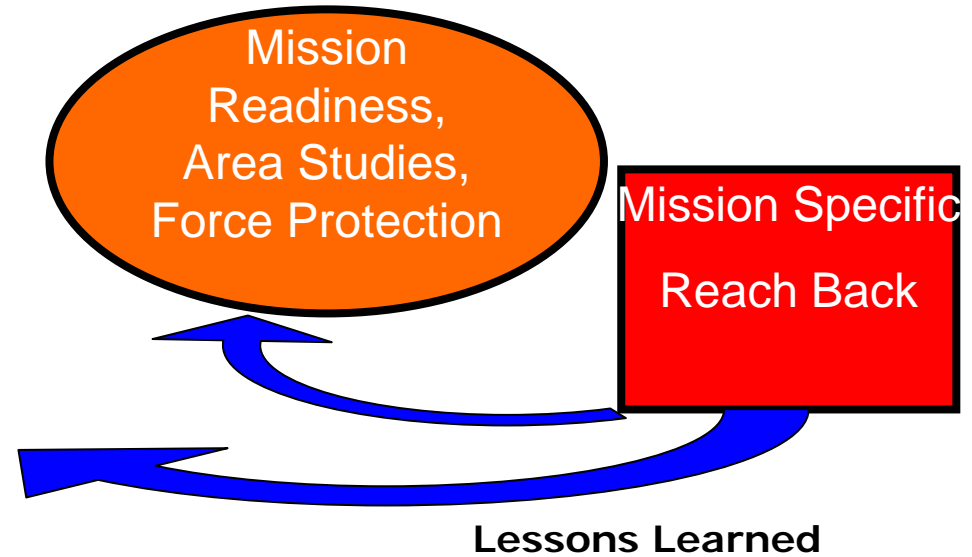 Mission
Readiness,
Area Studies,
Force Protection
Mission Specific
Reach Back
Lessons Learned